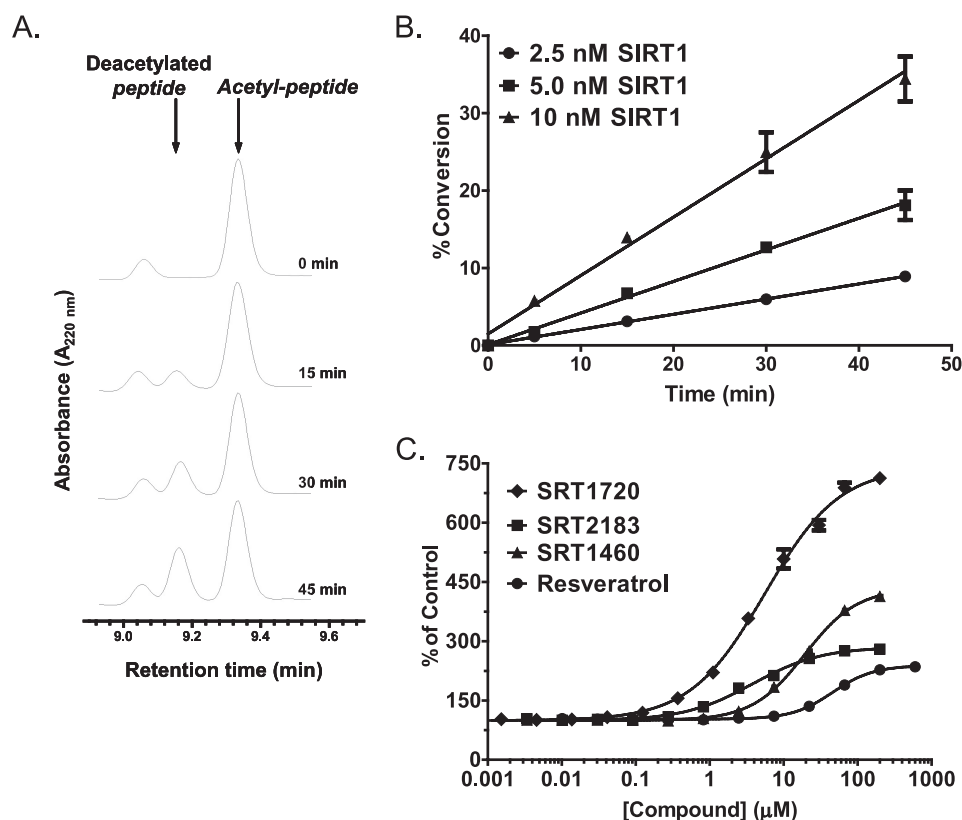 A.
Deacetylated
peptide
Acetyl-peptide
0 min
15 min
30 min
45 min
Absorbance (A220 nm)
9.0 9.2 9.4 9.6
Retention time (min)
B.
40
30
20
10
0
2.5 nM SIRT1
5.0 nM SIRT1
10 nM SIRT1
% Conversion
0 10 20 30 40 50
Time (min)
C.
750
600
450
300
150
0
SRT1720
SRT2183
SRT1460
Resveratrol
% of Control
0.001 0.01 0.1 1 10 100 1000
[Compound] (μM)